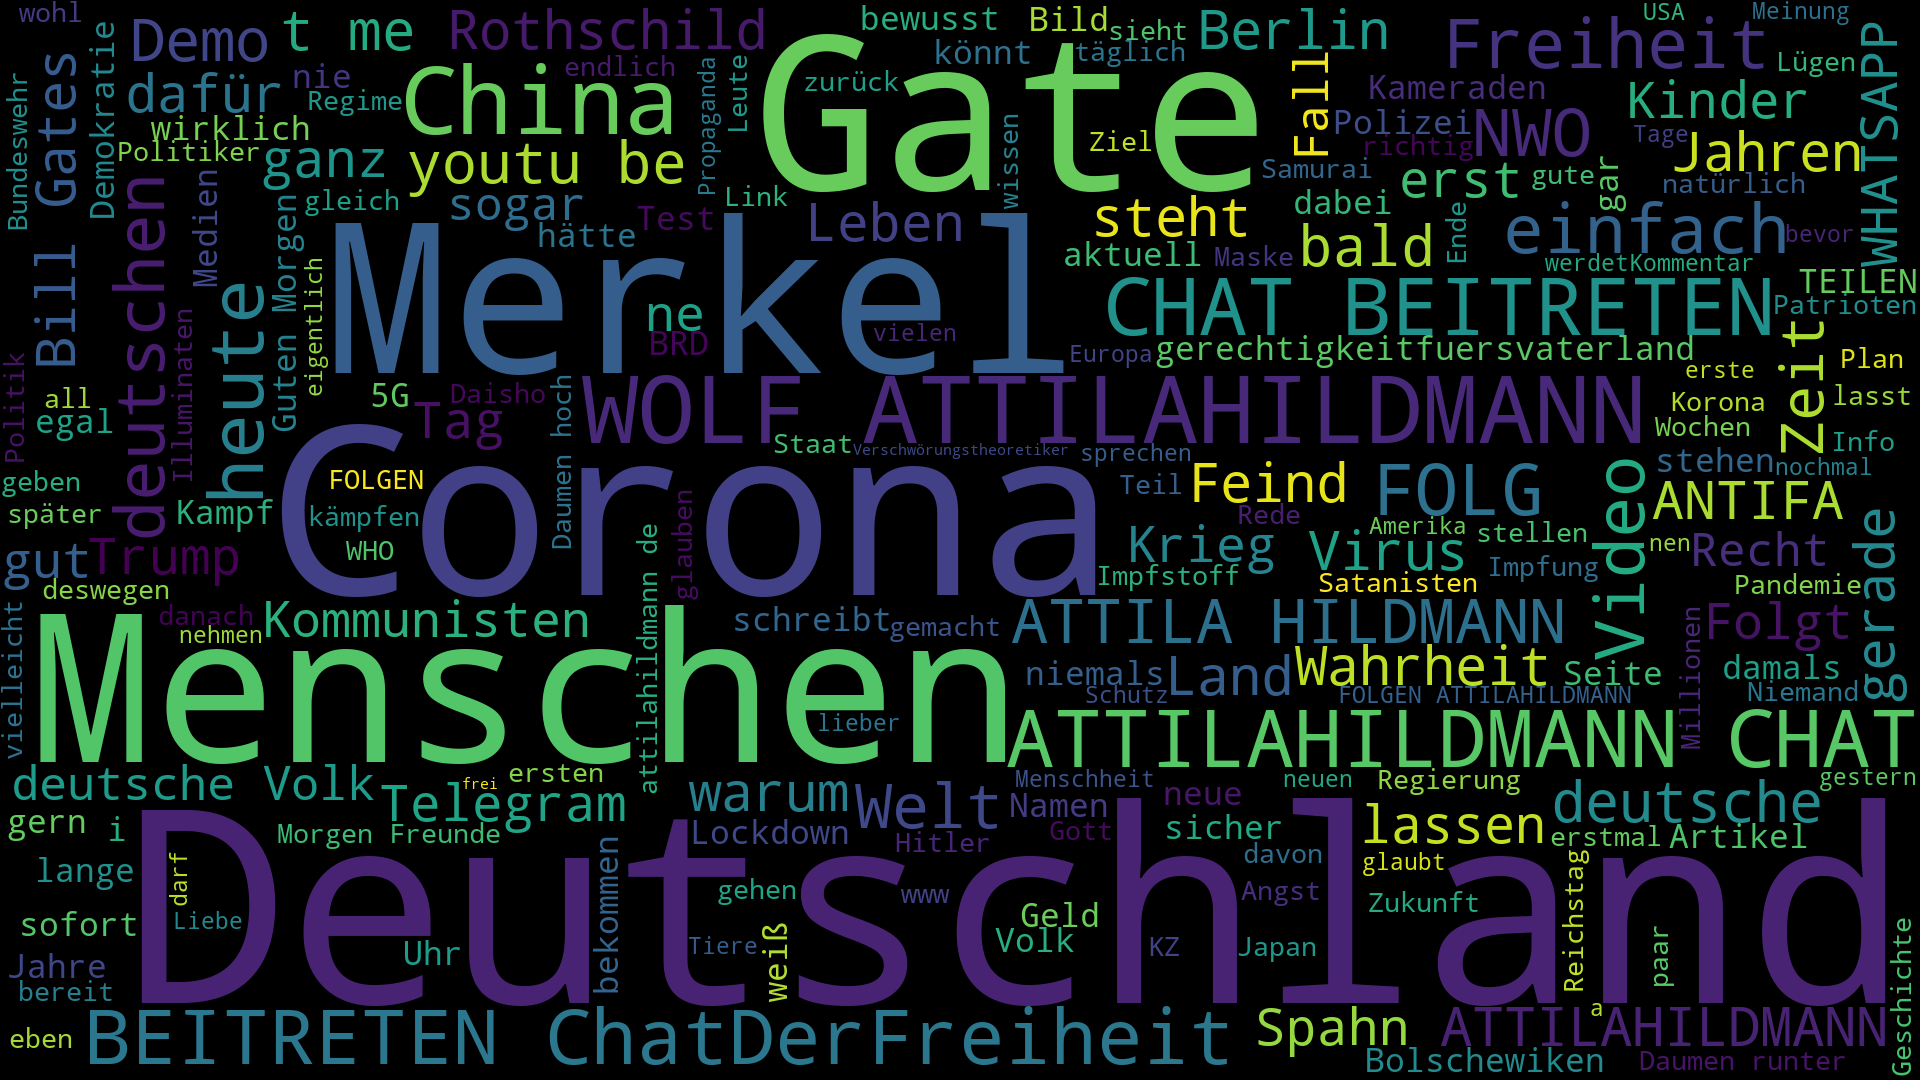 wohl
Demo
t me
Rothschild
bewusst
Bild
sieht
Berlin
Freiheit
USA
Meinung
Lügen
WHATSAPP
Gates
Demokratie
nie
endlich
China
Propaganda
Leute
zurück
Gate
könnt
täglich
Fall
Kameraden
Kinder
Bundeswehr
dafür
Regime
wirklich
Politiker
ganz
youtu be
Ziel
wissen
Polizei
richtig
NWO
Tage
Jahren
deutschen
Medien
gleich
sogar
Link
Samurai
erst
gute
gar
natürlich
Bill
heute
Guten Morgen
hätte
Test
Leben
steht
dabei
bald
Ende
einfach
bevor
eigentlich
Merkel
ne
BRD
vielen
aktuell
Maske
werdetKommentar
TEILEN
CHAT BEITRETEN
Patrioten
Politik
Illuminaten
Europa
gerechtigkeitfuersvaterland
Zeit
Plan
all
egal
5G
Daisho
Tag
Daumen hoch
WOLF ATTILAHILDMANN
erste
Korona
lasst
Wochen
Info
Staat
Verschwörungstheoretiker
sprechen
geben
später
FOLGEN
Corona
Teil
Feind
FOLG
stehen
nochmal
ANTIFA
Kampf
kämpfen
WHO
glauben
Rede
Amerika
stellen
Video
nen
Recht
gerade
gut
Trump
Krieg
Virus
deswegen
Impfstoff
Satanisten
Impfung
Pandemie
vielleicht
danach
nehmen
Kommunisten
attilahildmann de
schreibt
gemacht
ATTILA HILDMANN
Millionen
Folgt
Menschen
niemals
Land
Wahrheit
Seite
damals
Schutz
FOLGEN ATTILAHILDMANN
Niemand
lieber
ATTILAHILDMANN CHAT
deutsche Volk
Telegram
frei
ersten
warum
Welt
Menschheit
neuen
Regierung
gestern
gern
i
Morgen Freunde
Lockdown
Hitler
Namen
Gott
neue
sicher
lassen
deutsche
erstmal
Artikel
lange
darf
Deutschland
davon
glaubt
sofort
Liebe
bekommen
gehen
www
Geld
Angst
Zukunft
Reichstag
Jahre
bereit
Uhr
Tiere
weiß
Volk
KZ
Japan
paar
Geschichte
eben
BEITRETEN ChatDerFreiheit
Spahn
a
ATTILAHILDMANN
Bolschewiken
Daumen runter